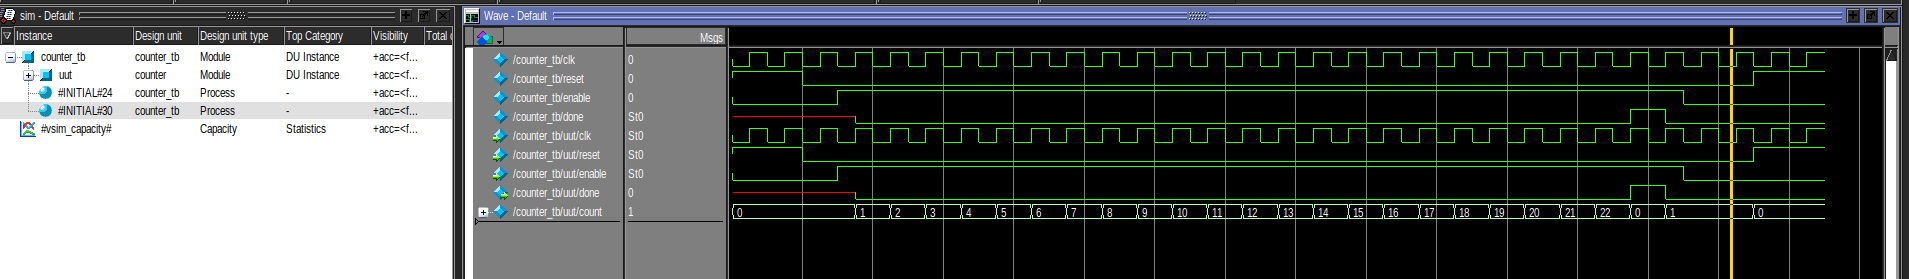 sim - Default
Instance Design unit Design unit type Top Category Visibility Total c
counter_tb counter_tb Module DU Instance +acc=<f...
uut counter Module DU Instance +acc=<f...
#INITIAL#24 counter_tb Process - +acc=<f...
#INITIAL#30 counter_tb Process - +acc=<f...
#vsim_capacity# Capacity Statistics +acc=<f...
Wave - Default
Msgs
/counter_tb/clk 0
/counter_tb/reset 0
/counter_tb/enable 0
/counter_tb/done St0
/counter_tb/uut/clk St0
/counter_tb/uut/reset St0
/counter_tb/uut/enable St0
/counter_tb/uut/done 0
/counter_tb/uut/count 1 0 1 2 3 4 5 6 7 8 9 10 11 12 13 14 15 16 17 18 19 20 21 22 0 1 0